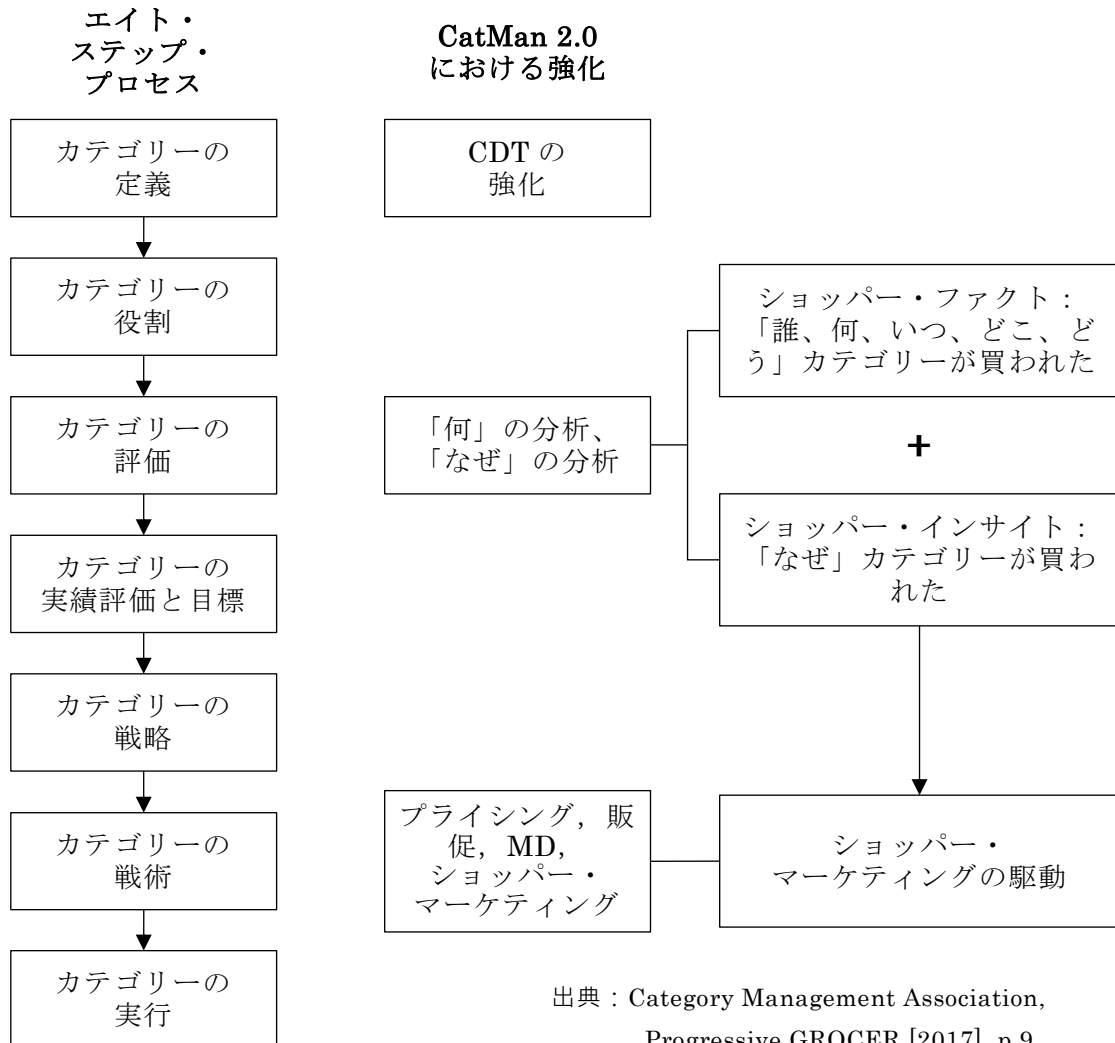 エイト・
ステップ・
プロセス
CatMan 2.0
における強化
カテゴリーの
定義
CDT の
強化
カテゴリーの
役割
ショッパー・ファクト：
「誰、何、いつ、どこ、ど
う」カテゴリーが買われた
カテゴリーの
評価
「何」の分析、
「なぜ」の分析
+
ショッパー・インサイト：
「なぜ」カテゴリーが買わ
れた
カテゴリーの
実績評価と目標
カテゴリーの
戦略
カテゴリーの
戦術
プライシング，販
促，MD，
ショッパー・
マーケティング
ショッパー・
マーケティングの駆動
カテゴリーの
実行
出典：Category Management Association,
Progressive GROCER [2017], p.9